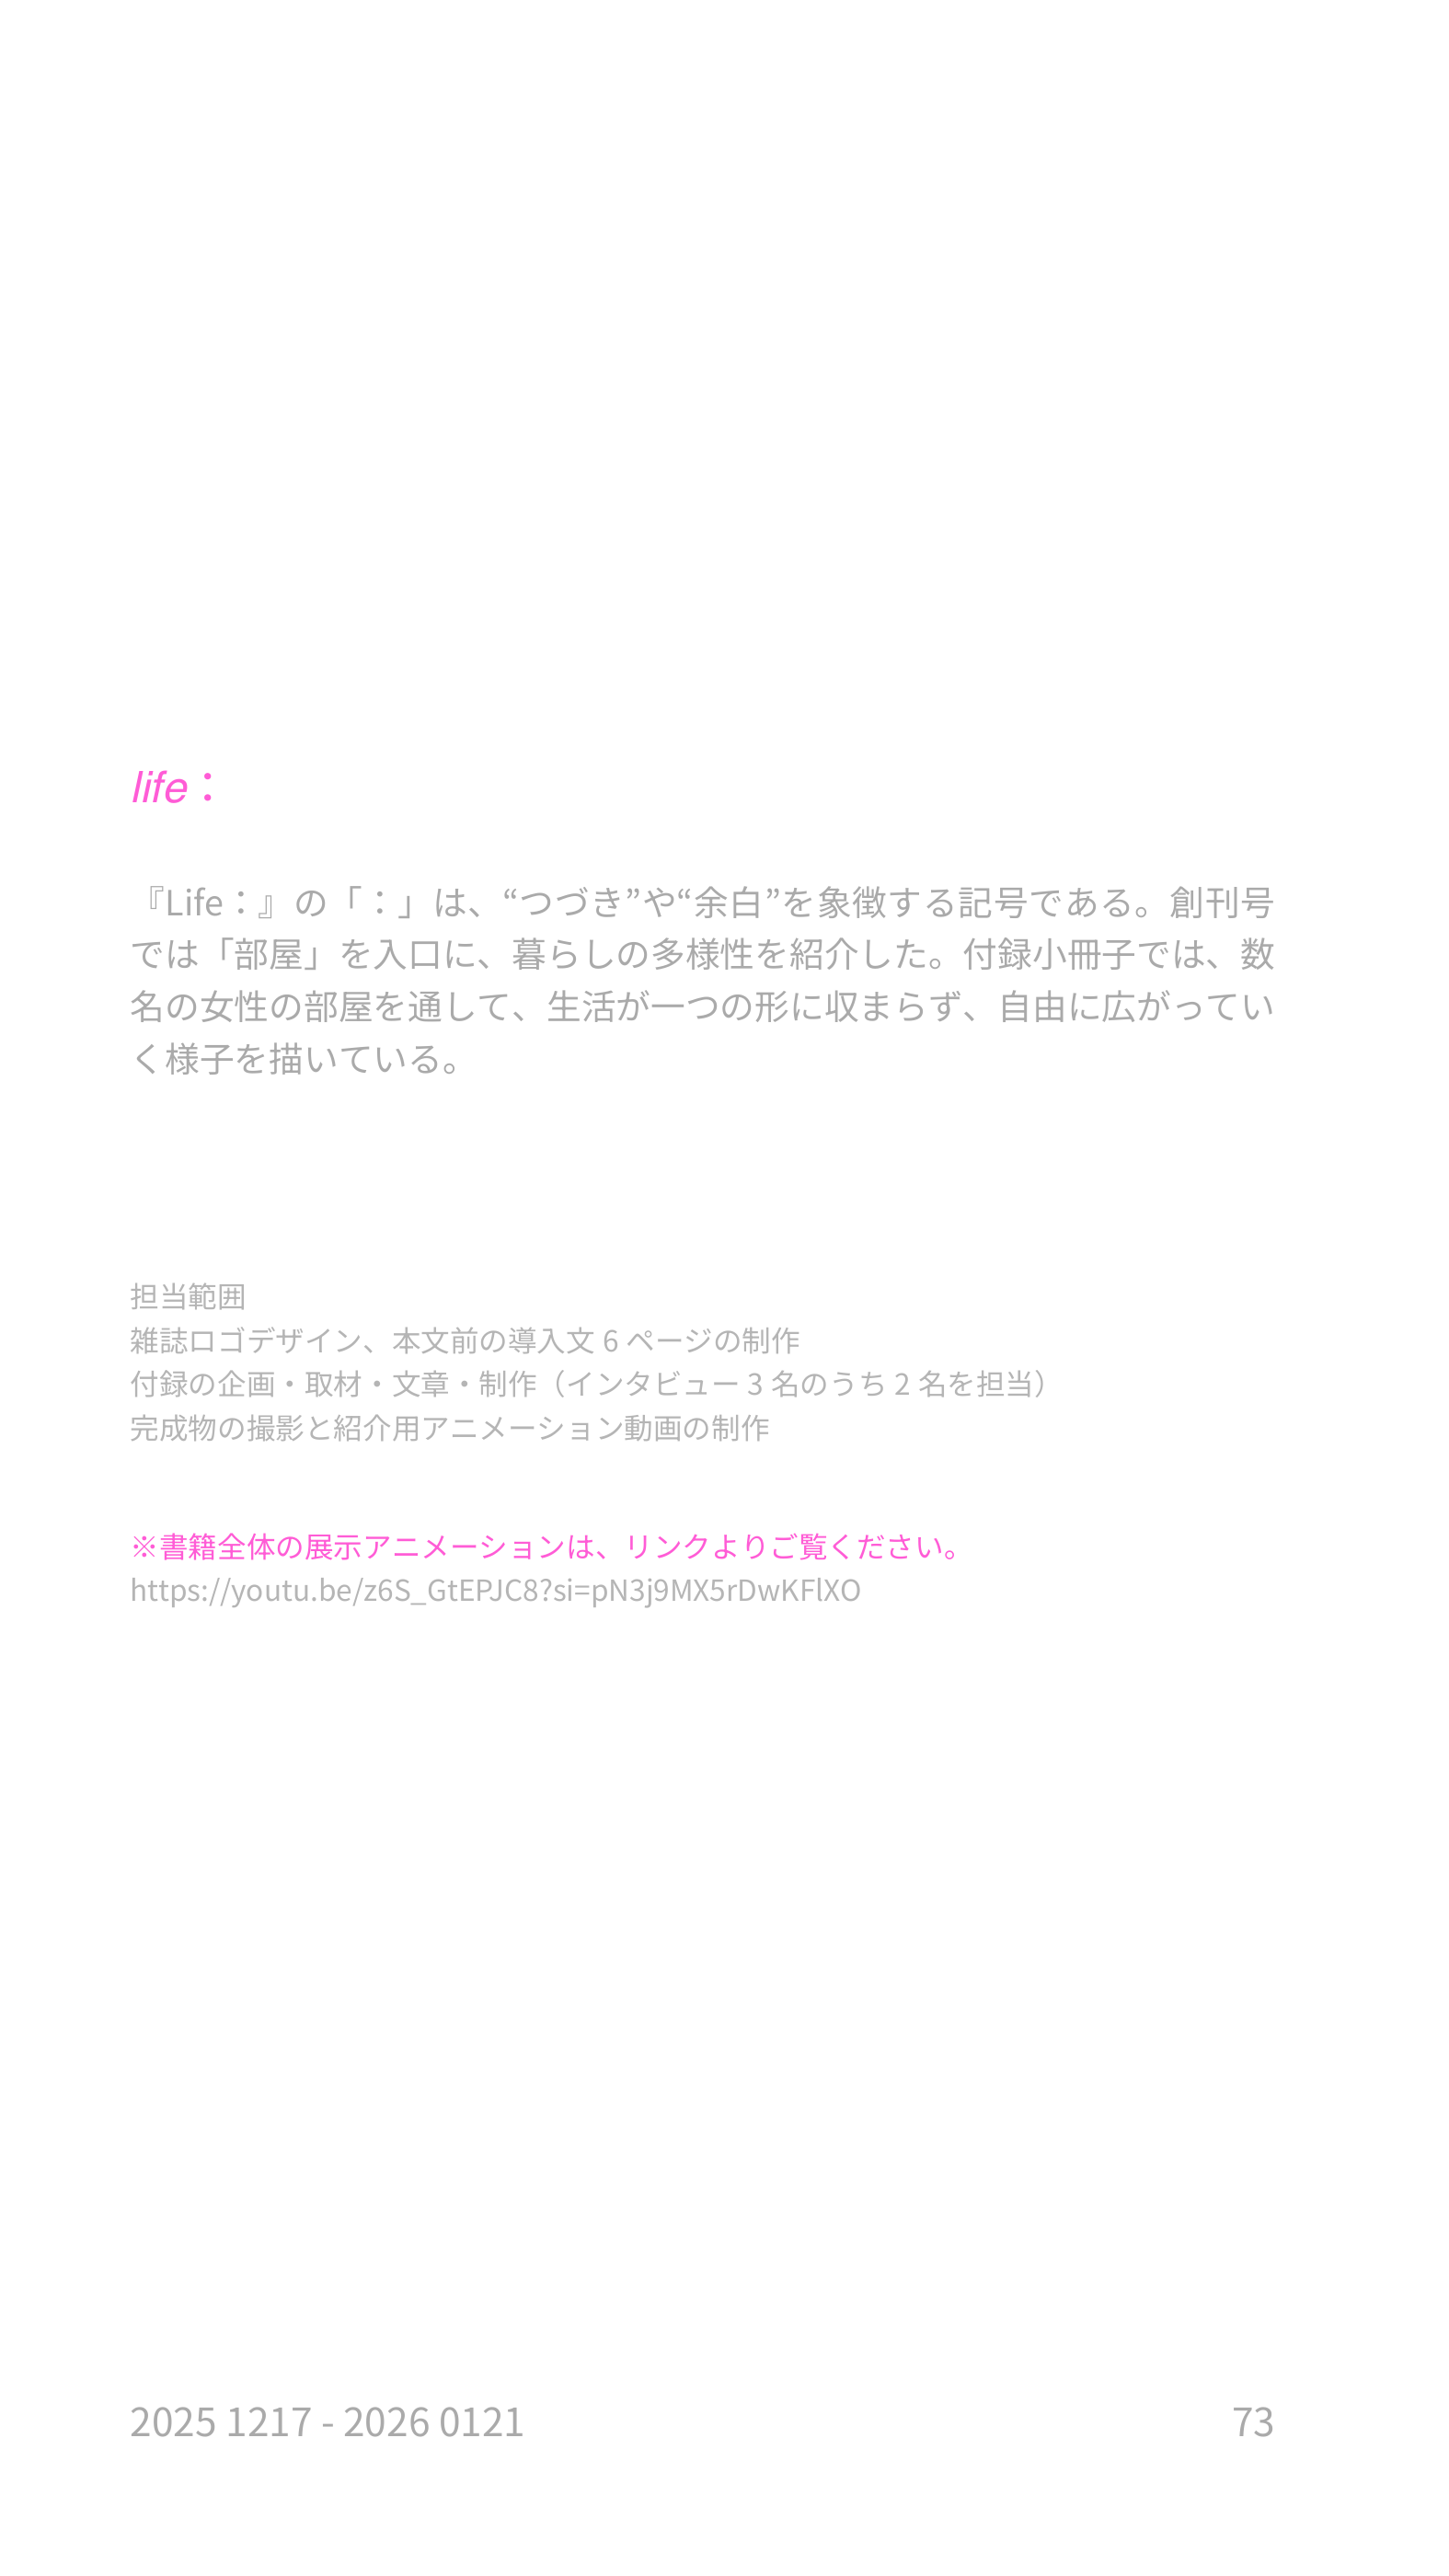 life：
『Life：』の「：」は、“つづき”や“余白”を象徴する記号である。創刊号
では「部屋」を入口に、暮らしの多様性を紹介した。付録小冊子では、数
名の女性の部屋を通して、生活が一つの形に収まらず、自由に広がってい
く様子を描いている。
担当範囲
雑誌ロゴデザイン、本文前の導入文 6 ページの制作
付録の企画・取材・文章・制作（インタビュー 3 名のうち 2 名を担当）
完成物の撮影と紹介用アニメーション動画の制作
※書籍全体の展示アニメーションは、リンクよりご覧ください。
https://youtu.be/z6S_GtEPJC8?si=pN3j9MX5rDwKFlXO
2025 1217 - 2026 0121
73